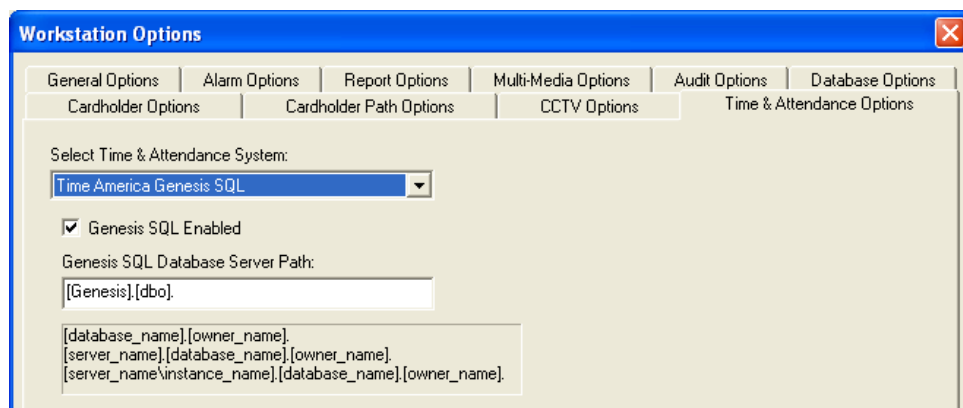 Workstation Options
General Options Alarm Options Report Options Multi-Media Options Audit Options Database Options
Cardholder Options Cardholder Path Options CCTV Options Time & Attendance Options
Select Time & Attendance System:
Time America Genesis SQL
Genesis SQL Enabled
Genesis SQL Database Server Path:
[Genesis].[dbo].
[database_name].[owner_name].
[server_name].[database_name].[owner_name].
[server_name\instance_name].[database_name].[owner_name].